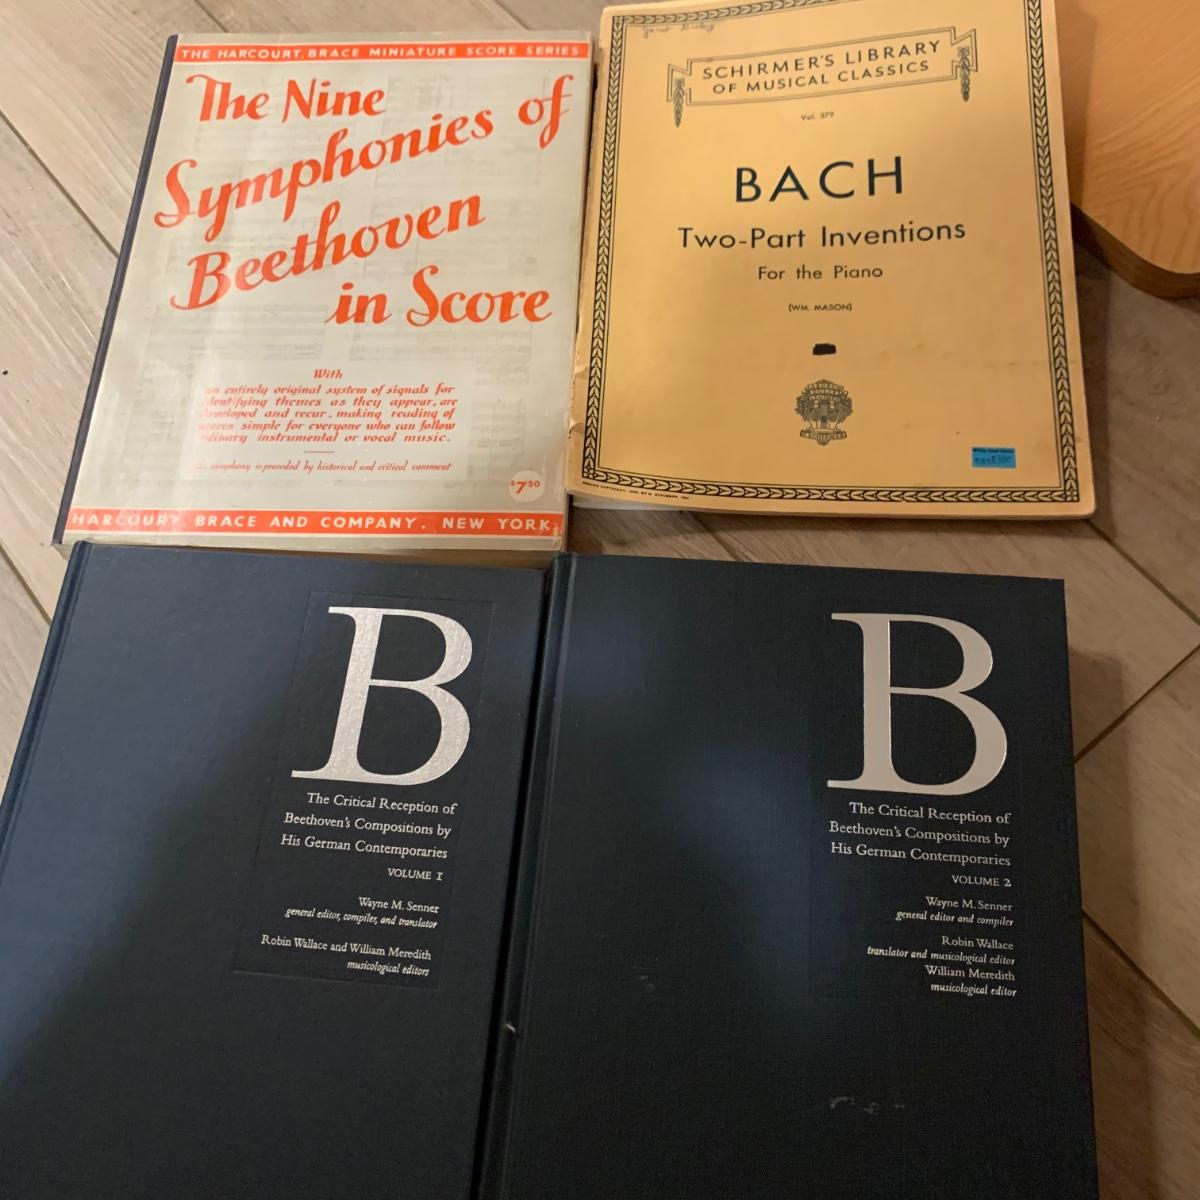 THE HARCOURT, BRACE MINIATURE SCORE SERIES
The Nine
Symphonies of
Beethoven
in Score
With
an entirely original system of signals for
identifying themes as they appear, are
developed and recur, making reading of
scores simple for everyone who can follow
ordinary instrumental or vocal music.
symphony is preceded by historical and critical comment
$7.50
HARCOURT, BRACE AND COMPANY, NEW YORK
SCHIRMER'S LIBRARY
OF MUSICAL CLASSICS
Vol. 379
BACH
Two-Part Inventions
For the Piano
(WM. MASON)
B
The Critical Reception of
Beethoven's Compositions by
His German Contemporaries
VOLUME 1
Wayne M. Senner
general editor, compiler, and translator
Robin Wallace and William Meredith
musicological editors
B
The Critical Reception of
Beethoven's Compositions by
His German Contemporaries
VOLUME 2
Wayne M. Senner
general editor and compiler
Robin Wallace
translator and musicological editor
William Meredith
musicological editor